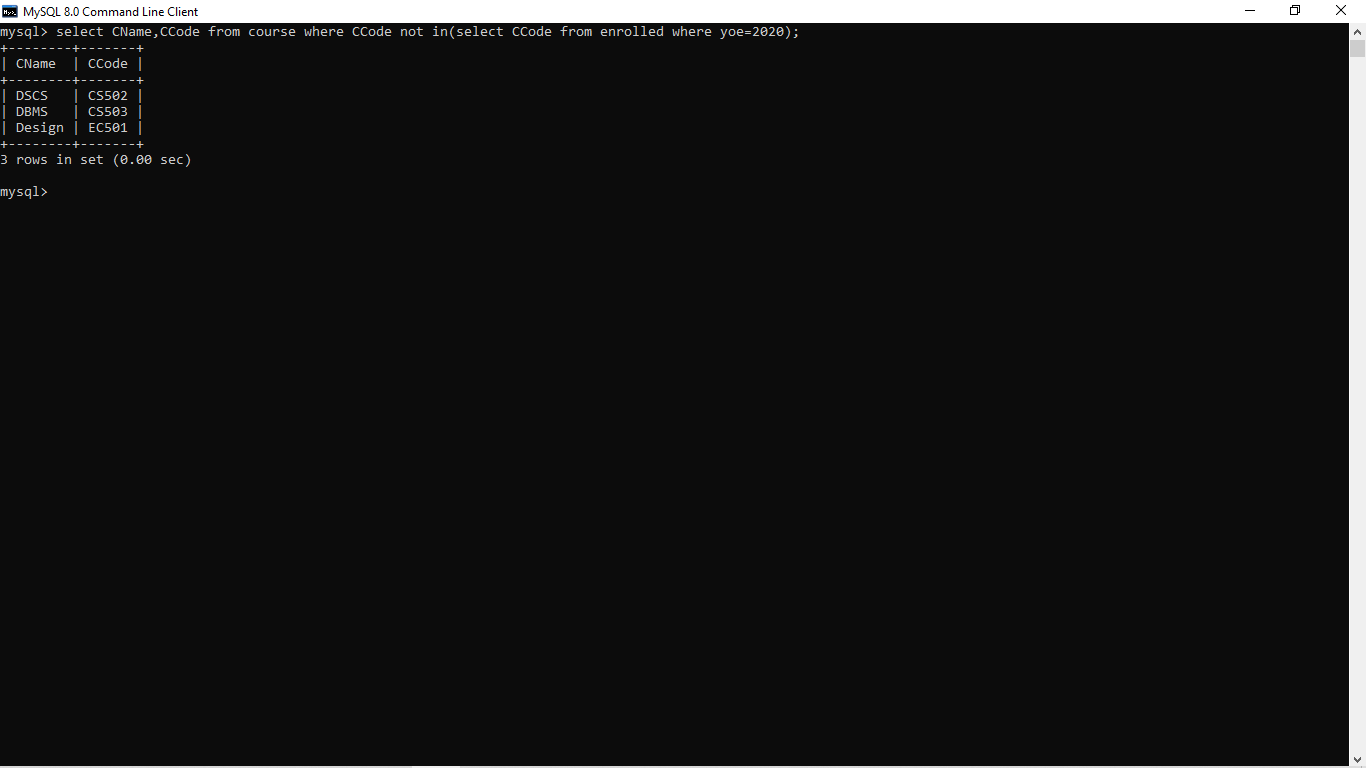 MySQL 8.0 Command Line Client
mysql> select CName,CCode from course where CCode not in(select CCode from enrolled where yoe=2020);
+--------+-------+
| CName  | CCode |
+--------+-------+
| DSCS   | CS502 |
| DBMS   | CS503 |
| Design | EC501 |
+--------+-------+
3 rows in set (0.00 sec)
mysql>